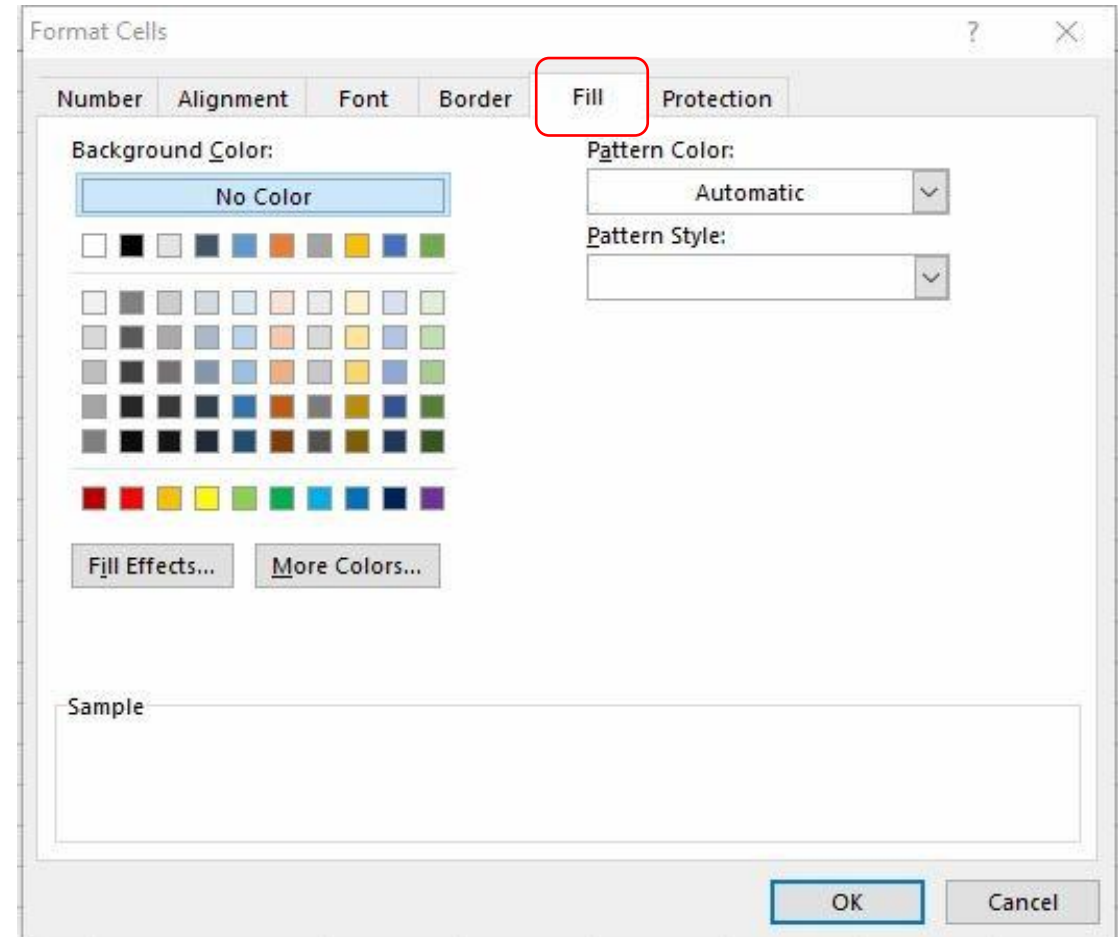 Format Cells ?
Number Alignment Font Border Fill Protection
Background Color:
No Color
Pattern Color:
Automatic
Pattern Style:
Fill Effects... More Colors...
Sample
OK Cancel